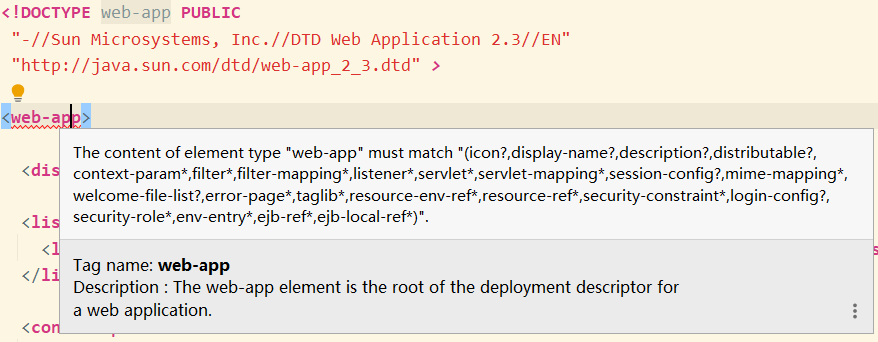 <!DOCTYPE web-app PUBLIC
"-//Sun Microsystems, Inc.//DTD Web Application 2.3//EN"
"http://java.sun.com/dtd/web-app_2_3.dtd" >
<web-app>
The content of element type "web-app" must match "(icon?,display-name?,description?,distributable?,
context-param*,filter*,filter-mapping*,listener*,servlet*,servlet-mapping*,session-config?,mime-mapping*,
welcome-file-list?,error-page*,taglib*,resource-env-ref*,resource-ref*,security-constraint*,login-config?,
security-role*,env-entry*,ejb-ref*,ejb-local-ref*)".
<dis
<lis
<l
</li
Tag name: web-app
Description : The web-app element is the root of the deployment descriptor for
a web application.
<con